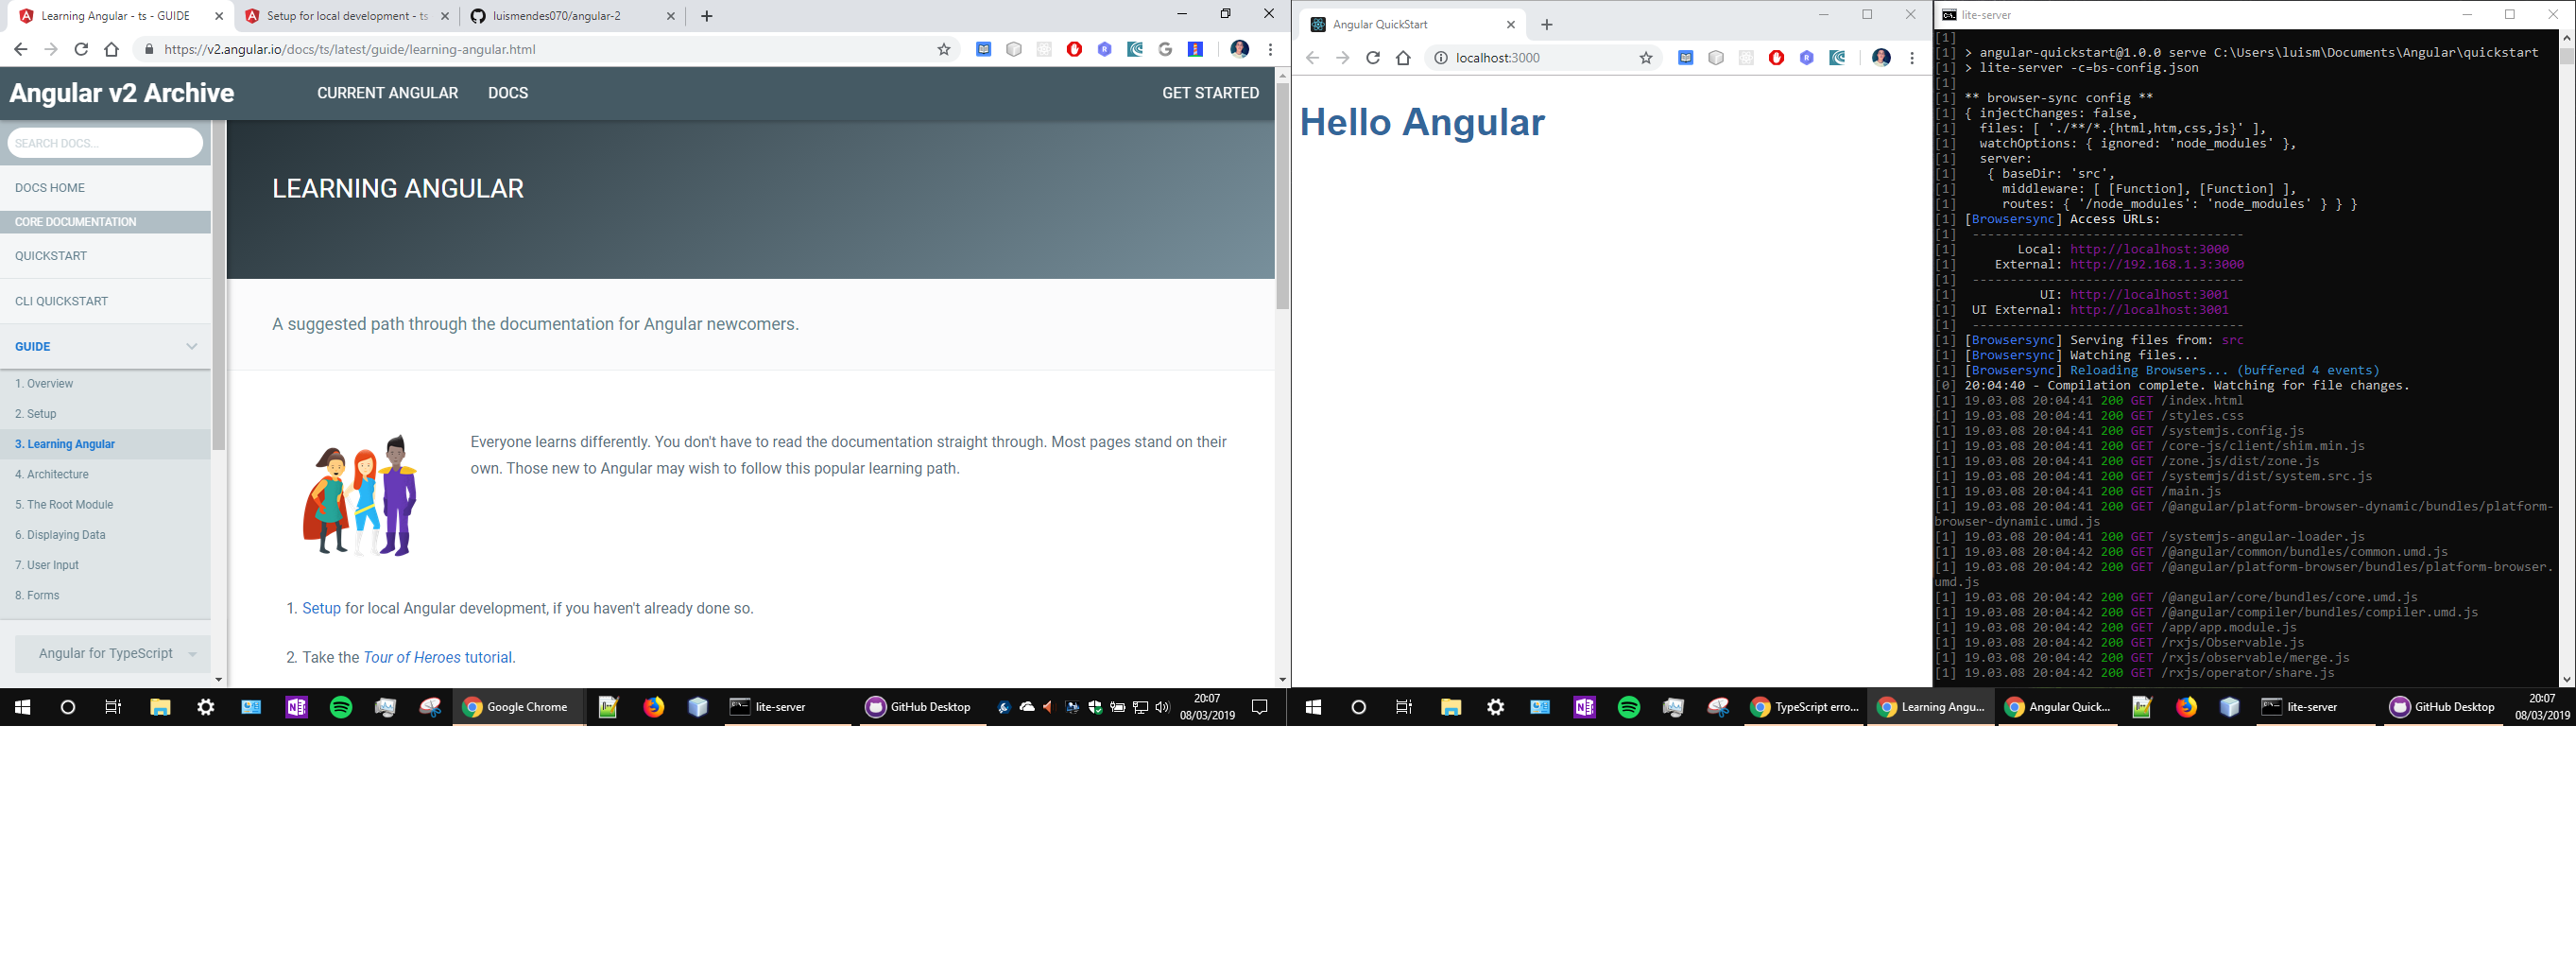 Learning Angular - ts - GUIDE
Setup for local development - ts
luismendes070/angular-2
https://v2.angular.io/docs/ts/latest/guide/learning-angular.html
Angular v2 Archive
CURRENT ANGULAR
DOCS
GET STARTED
SEARCH DOCS...
DOCS HOME
CORE DOCUMENTATION
QUICKSTART
CLI QUICKSTART
GUIDE
1. Overview
2. Setup
3. Learning Angular
4. Architecture
5. The Root Module
6. Displaying Data
7. User Input
8. Forms
Angular for TypeScript
LEARNING ANGULAR
A suggested path through the documentation for Angular newcomers.
Everyone learns differently. You don't have to read the documentation straight through. Most pages stand on their
own. Those new to Angular may wish to follow this popular learning path.
1. Setup for local Angular development, if you haven't already done so.
2. Take the Tour of Heroes tutorial.
Google Chrome
lite-server
GitHub Desktop
20:07
08/03/2019
Angular QuickStart
localhost:3000
Hello Angular
lite-server
[1]
[1] > angular-quickstart@1.0.0 serve C:\Users\luism\Documents\Angular\quickstart
[1] > lite-server -c=bs-config.json
[1]
[1] ** browser-sync config **
[1] { injectChanges: false,
[1]   files: [ './**/*.{html,htm,css,js}' ],
[1]   watchOptions: { ignored: 'node_modules' },
[1]   server:
[1]    { baseDir: 'src',
[1]      middleware: [ [Function], [Function] ],
[1]      routes: { '/node_modules': 'node_modules' } } }
[1] [Browsersync] Access URLs:
[1]  ------------------------------------
[1]        Local: http://localhost:3000
[1]     External: http://192.168.1.3:3000
[1]  ------------------------------------
[1]           UI: http://localhost:3001
[1]  UI External: http://localhost:3001
[1]  ------------------------------------
[1] [Browsersync] Serving files from: src
[1] [Browsersync] Watching files...
[1] [Browsersync] Reloading Browsers... (buffered 4 events)
[0] 20:04:40 - Compilation complete. Watching for file changes.
[1] 19.03.08 20:04:41 200 GET /index.html
[1] 19.03.08 20:04:41 200 GET /styles.css
[1] 19.03.08 20:04:41 200 GET /systemjs.config.js
[1] 19.03.08 20:04:41 200 GET /core-js/client/shim.min.js
[1] 19.03.08 20:04:41 200 GET /zone.js/dist/zone.js
[1] 19.03.08 20:04:41 200 GET /systemjs/dist/system.src.js
[1] 19.03.08 20:04:41 200 GET /main.js
[1] 19.03.08 20:04:41 200 GET /@angular/platform-browser-dynamic/bundles/platform-
browser-dynamic.umd.js
[1] 19.03.08 20:04:41 200 GET /systemjs-angular-loader.js
[1] 19.03.08 20:04:42 200 GET /@angular/common/bundles/common.umd.js
[1] 19.03.08 20:04:42 200 GET /@angular/platform-browser/bundles/platform-browser.
umd.js
[1] 19.03.08 20:04:42 200 GET /@angular/core/bundles/core.umd.js
[1] 19.03.08 20:04:42 200 GET /@angular/compiler/bundles/compiler.umd.js
[1] 19.03.08 20:04:42 200 GET /app/app.module.js
[1] 19.03.08 20:04:42 200 GET /rxjs/Observable.js
[1] 19.03.08 20:04:42 200 GET /rxjs/observable/merge.js
[1] 19.03.08 20:04:42 200 GET /rxjs/operator/share.js
TypeScript erro...
Learning Angu...
Angular Quick...
lite-server
GitHub Desktop
20:07
08/03/2019